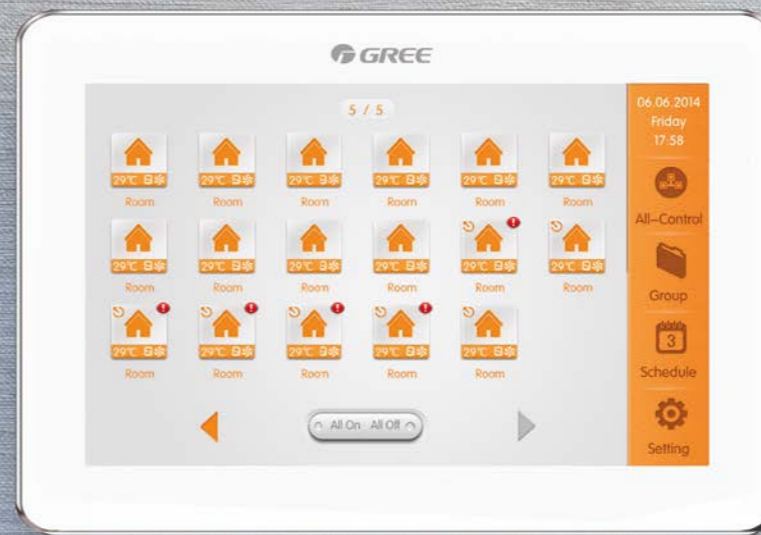 GREE
5 / 5
29℃ 29℃ 29℃ 29℃ 29℃ 29℃
Room Room Room Room Room Room
29℃ 29℃ 29℃ 29℃ 29℃ 29℃
Room Room Room Room Room Room
29℃ 29℃ 29℃ 29℃ 29℃
Room Room Room Room Room
All On All Off
06.06.2014
Friday
17:58
All-Control
Group
3
Schedule
Setting